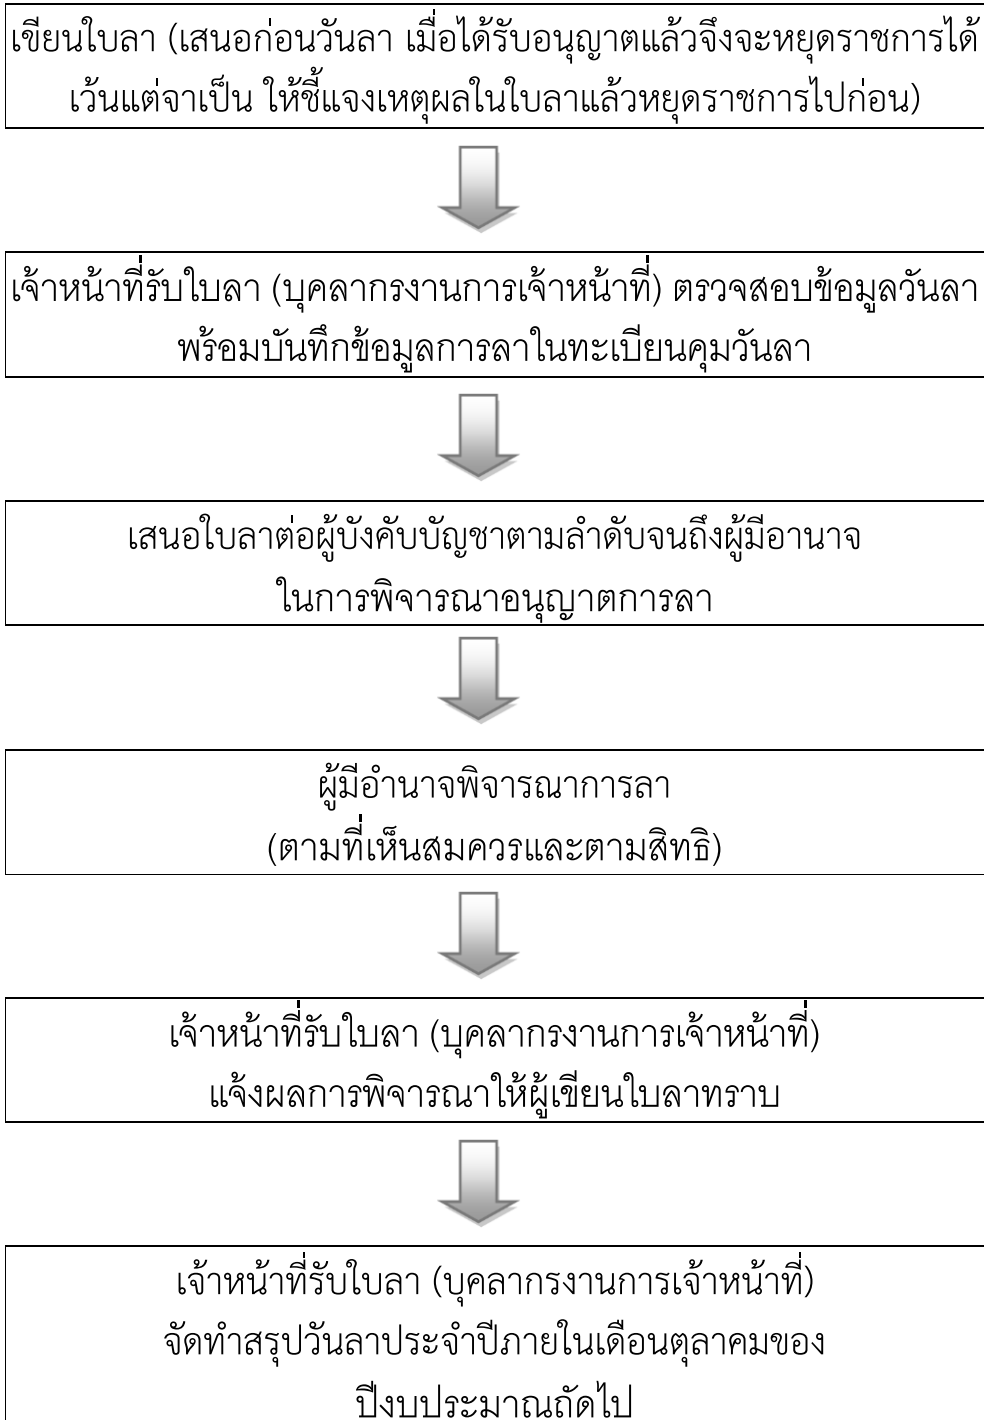 เขียนใบลา (เสนอก่อนวันลา เมื่อได้รับอนุญาตแล้วจึงจะหยุดราชการได้
เว้นแต่จาเป็น ให้ชี้แจงเหตุผลในใบลาแล้วหยุดราชการไปก่อน)
เจ้าหน้าที่รับใบลา (บุคลากรงานการเจ้าหน้าที่) ตรวจสอบข้อมูลวันลา
พร้อมบันทึกข้อมูลการลาในทะเบียนคุมวันลา
เสนอใบลาต่อผู้บังคับบัญชาตามลำดับจนถึงผู้มีอานาจ
ในการพิจารณาอนุญาตการลา
ผู้มีอำนาจพิจารณาการลา
(ตามที่เห็นสมควรและตามสิทธิ)
เจ้าหน้าที่รับใบลา (บุคลากรงานการเจ้าหน้าที่)
แจ้งผลการพิจารณาให้ผู้เขียนใบลาทราบ
เจ้าหน้าที่รับใบลา (บุคลากรงานการเจ้าหน้าที่)
จัดทำสรุปวันลาประจำปีภายในเดือนตุลาคมของ
ปีงบประมาณถัดไป